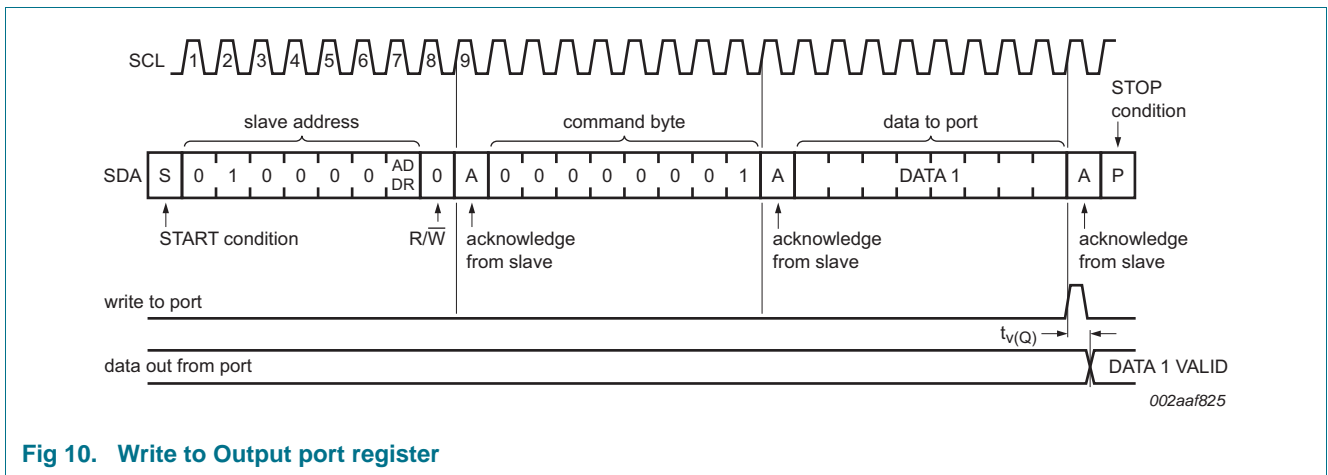 SCL 1 2 3 4 5 6 7 8 9
STOP
condition
slave address command byte data to port
SDA S 0 1 0 0 0 0 AD DR 0 A 0 0 0 0 0 0 0 1 A DATA 1 A P
START condition R/W̅ acknowledge from slave acknowledge from slave acknowledge from slave
write to port
tv(Q)
data out from port DATA 1 VALID
002aaf825
Fig 10. Write to Output port register